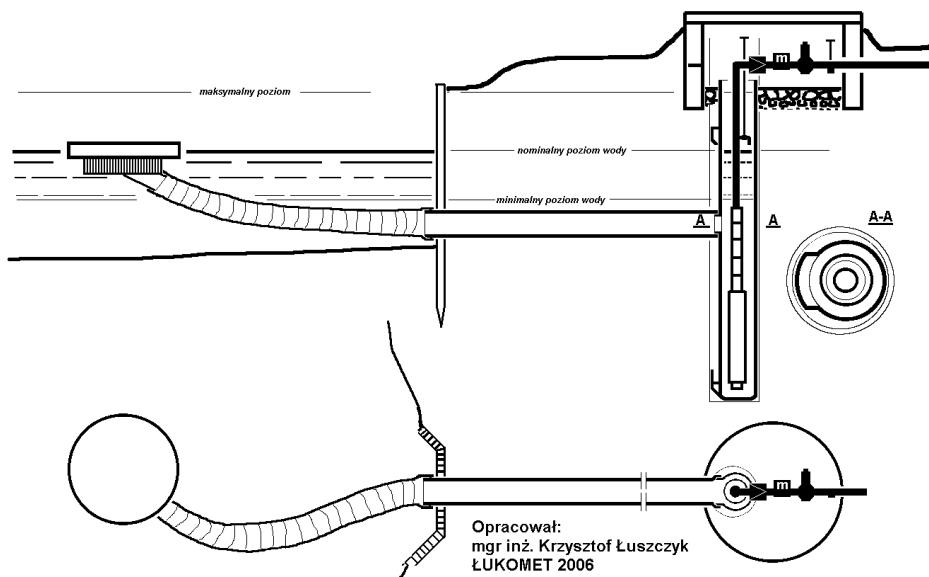 maksymalny poziom
nominalny poziom wody
minimalny poziom wody
A
A
A-A
Opracował:
mgr inż. Krzysztof Łuszczyk
ŁUKOMET 2006